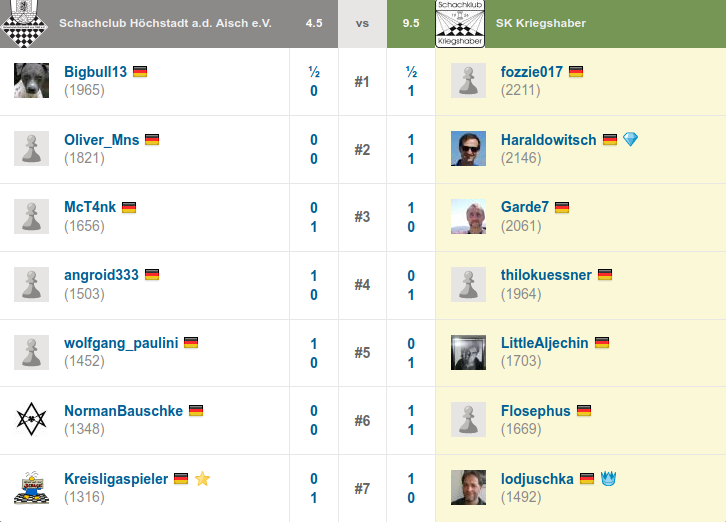 Schachclub Höchstadt a.d. Aisch e.V. 4.5 vs 9.5 Schachklub Kriegshaber SK Kriegshaber
Bigbull13 ½ #1 ½ fozzie017
(1965) 0 1 (2211)
Oliver_Mns 0 #2 1 Haraldowitsch
(1821) 0 1 (2146)
McT4nk 0 #3 1 Garde7
(1656) 1 0 (2061)
angroid333 1 #4 0 thilokuessner
(1503) 0 1 (1964)
wolfgang_paulini 1 #5 0 LittleAljechin
(1452) 0 1 (1703)
NormanBauschke 0 #6 1 Flosephus
(1348) 0 1 (1669)
Kreisligaspieler 0 #7 1 lodjuschka
(1316) 1 0 (1492)